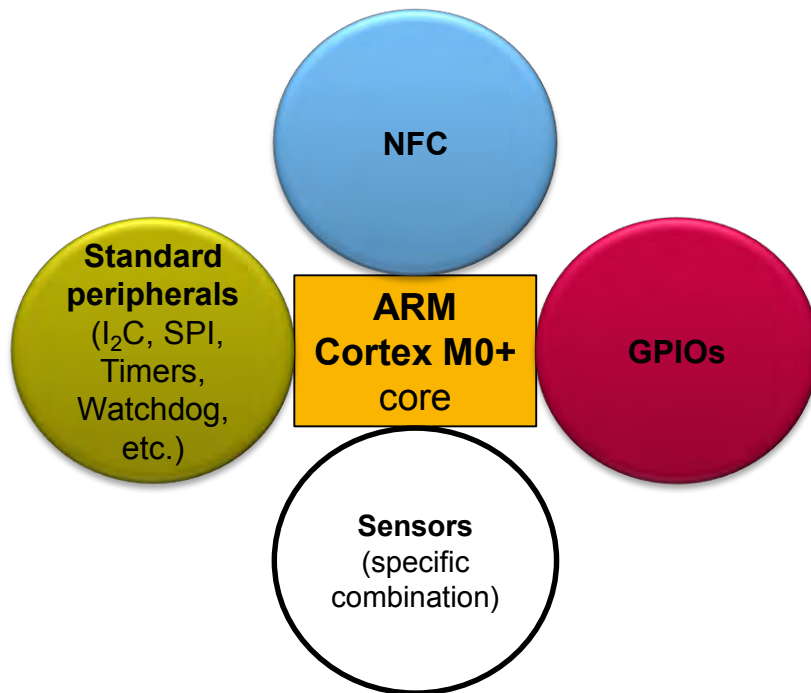 NFC
Standard
peripherals
(I₂C, SPI,
Timers,
Watchdog,
etc.)
ARM
Cortex M0+
core
GPIOs
Sensors
(specific
combination)